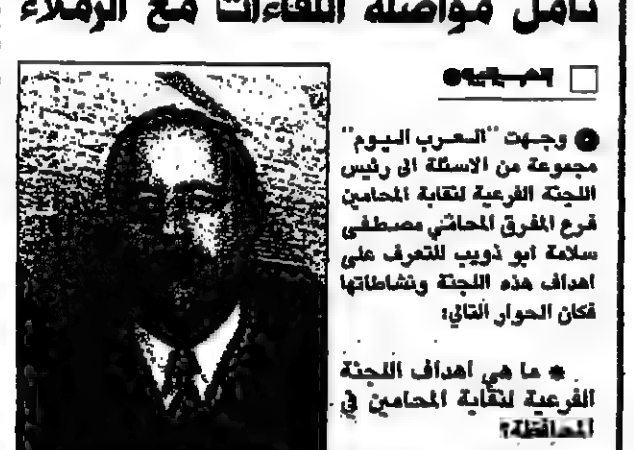 نأمل مواصلة اللقاءات مع الزملاء
وجهت "العرب اليوم"
مجموعة من الاسئلة الى رئيس
اللجنة الفرعية لنقابة المحامين
فرع المفرق المحامي مصطفى
سلامة ابو ذويب للتعرف على
اهداف هذه اللجنة ونشاطاتها
فكان الحوار التالي:
* ما هي اهداف اللجنة
الفرعية لنقابة المحامين في
المحافظة؟